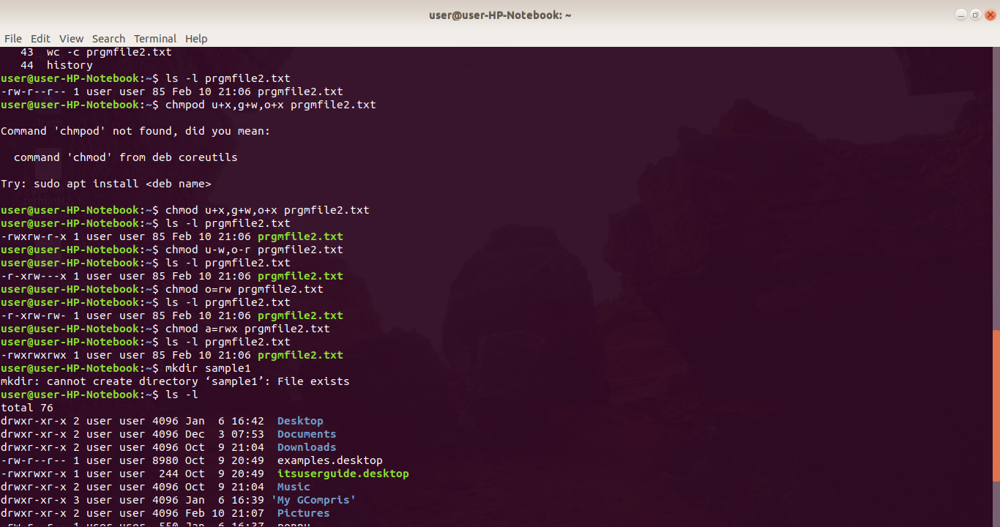 user@user-HP-Notebook: ~
File Edit View Search Terminal Help
43 wc -c prgmfile2.txt
44 history
user@user-HP-Notebook:~$ ls -l prgmfile2.txt
-rw-r--r-- 1 user user 85 Feb 10 21:06 prgmfile2.txt
user@user-HP-Notebook:~$ chmpod u+x,g+w,o+x prgmfile2.txt
Command 'chmpod' not found, did you mean:
command 'chmod' from deb coreutils
Try: sudo apt install <deb name>
user@user-HP-Notebook:~$ chmod u+x,g+w,o+x prgmfile2.txt
user@user-HP-Notebook:~$ ls -l prgmfile2.txt
-rwxrw-r-x 1 user user 85 Feb 10 21:06 prgmfile2.txt
user@user-HP-Notebook:~$ chmod u-w,o-r prgmfile2.txt
user@user-HP-Notebook:~$ ls -l prgmfile2.txt
-r-xrw---x 1 user user 85 Feb 10 21:06 prgmfile2.txt
user@user-HP-Notebook:~$ chmod o=rw prgmfile2.txt
user@user-HP-Notebook:~$ ls -l prgmfile2.txt
-r-xrw-rw- 1 user user 85 Feb 10 21:06 prgmfile2.txt
user@user-HP-Notebook:~$ chmod a=rwx prgmfile2.txt
user@user-HP-Notebook:~$ ls -l prgmfile2.txt
-rwxrwxrwx 1 user user 85 Feb 10 21:06 prgmfile2.txt
user@user-HP-Notebook:~$ mkdir sample1
mkdir: cannot create directory ‘sample1’: File exists
user@user-HP-Notebook:~$ ls -l
total 76
drwxr-xr-x 2 user user 4096 Jan 6 16:42 Desktop
drwxr-xr-x 2 user user 4096 Dec 3 07:53 Documents
drwxr-xr-x 2 user user 4096 Oct 9 21:04 Downloads
-rw-r--r-- 1 user user 8980 Oct 9 20:49 examples.desktop
-rwxrwxr-x 1 user user 244 Oct 9 20:49 itsuserguide.desktop
drwxr-xr-x 2 user user 4096 Oct 9 21:04 Music
drwxr-xr-x 3 user user 4096 Jan 6 16:39 'My GCompris'
drwxr-xr-x 2 user user 4096 Feb 10 21:07 Pictures
-rw-r--r-- 1 user user 550 Jan 6 16:37